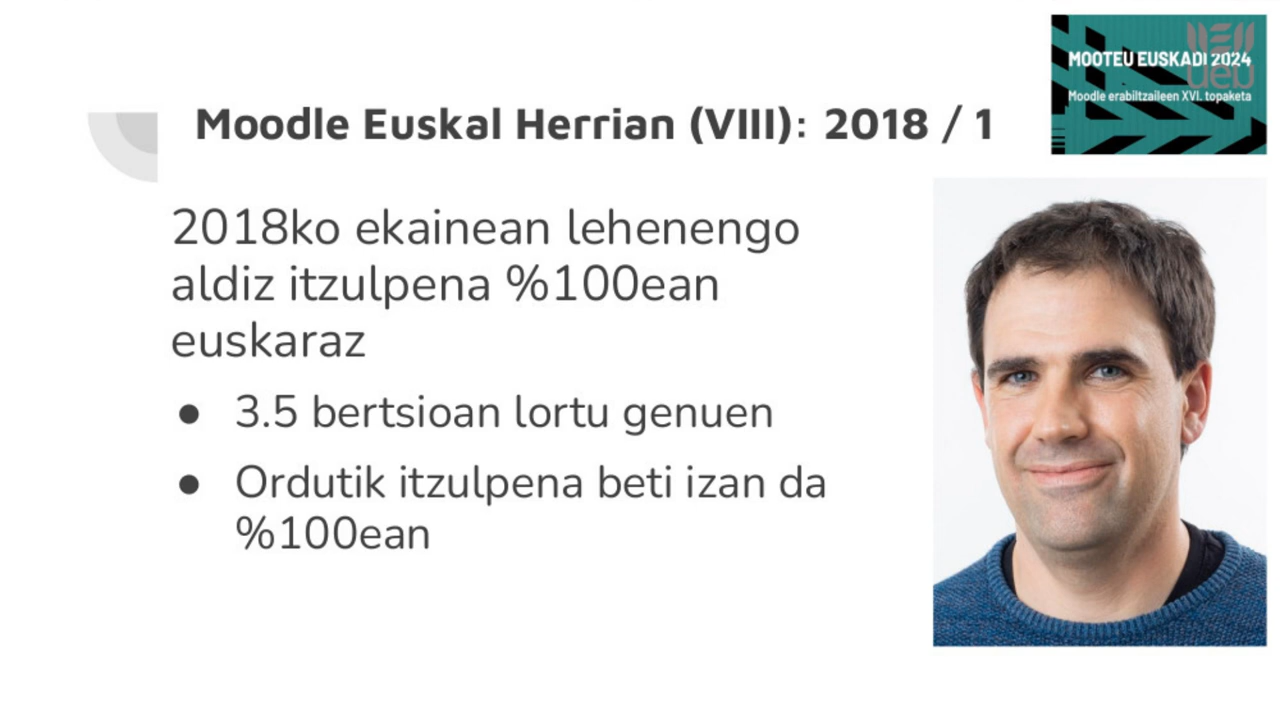 MOOTEU EUSKADI 2024
Moodle erabiltzaileen XVI. topaketa
ueu
Moodle Euskal Herrian (VIII): 2018 / 1
2018ko ekainean lehenengo
aldiz itzulpena %100ean
euskaraz
● 3.5 bertsioan lortu genuen
● Ordutik itzulpena beti izan da
%100ean